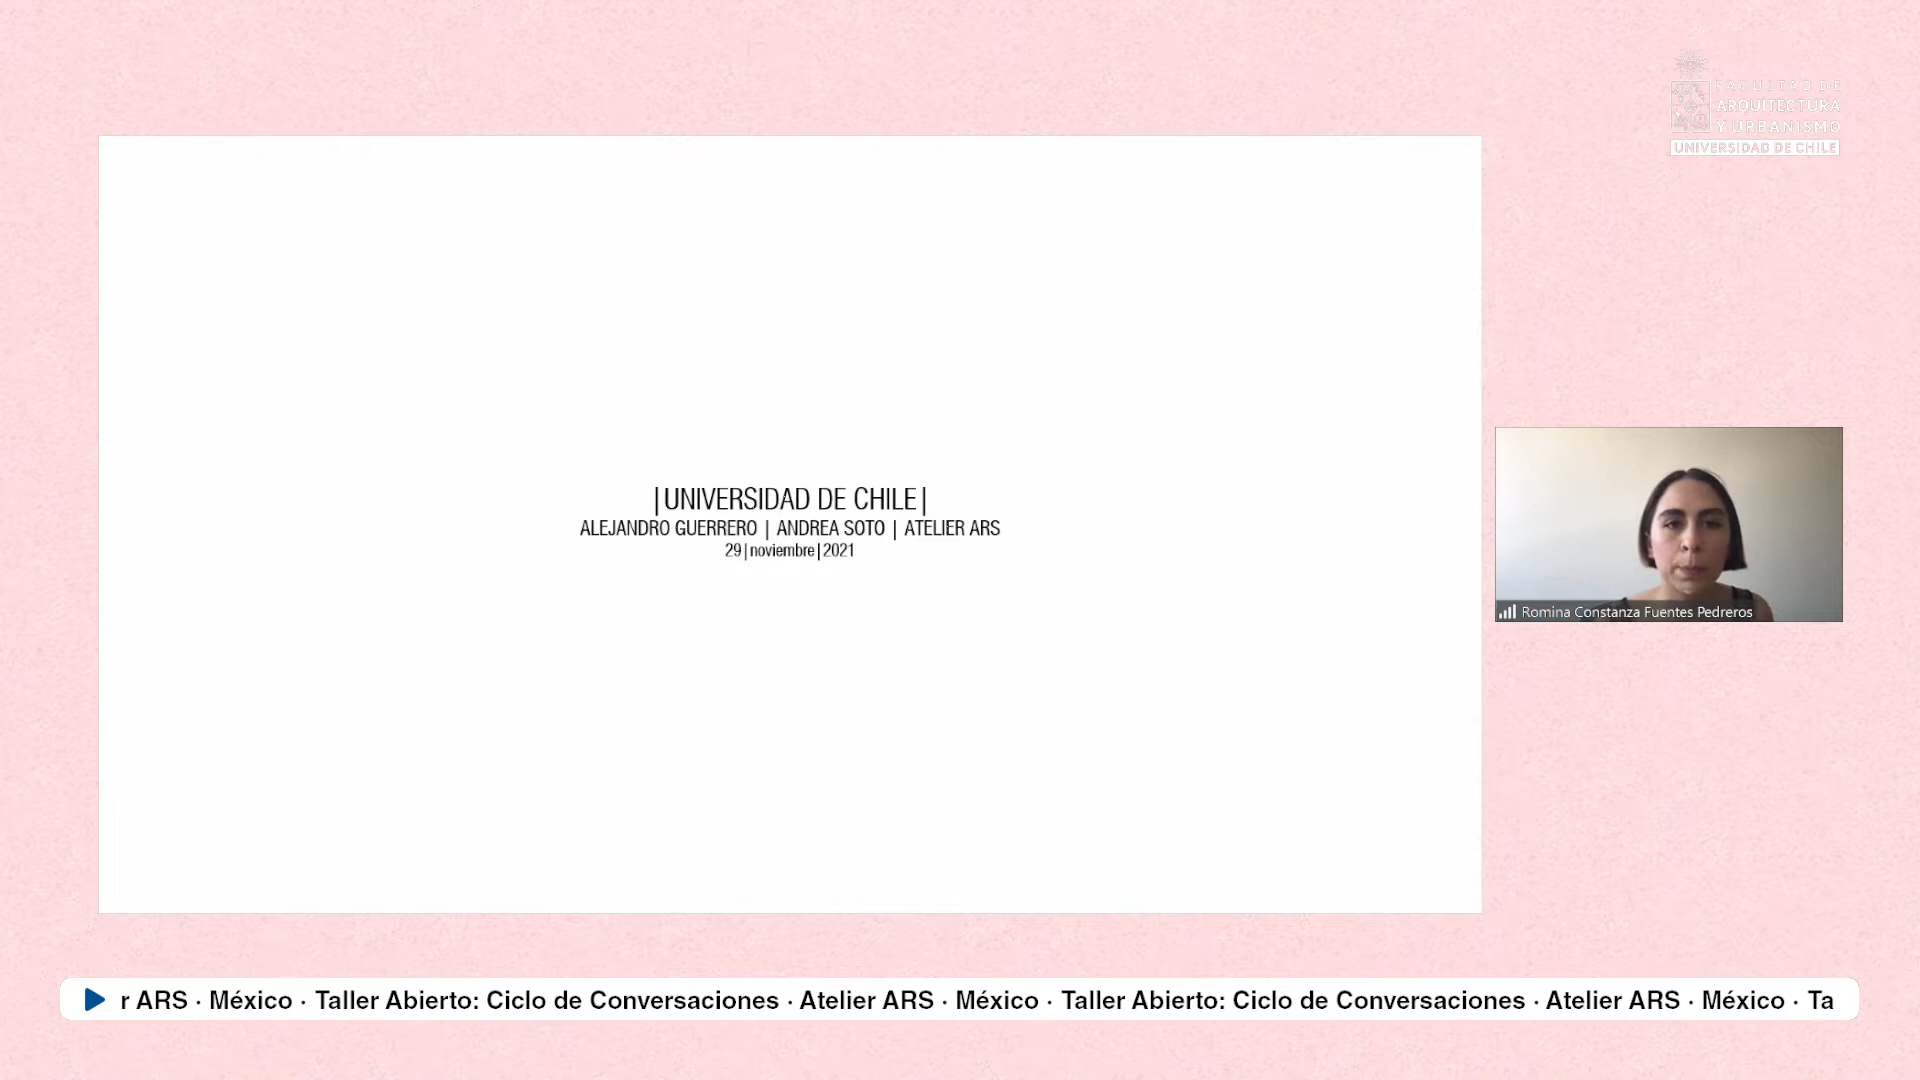 FACULTAD DE
ARQUITECTURA
Y URBANISMO
UNIVERSIDAD DE CHILE
|UNIVERSIDAD DE CHILE|
ALEJANDRO GUERRERO | ANDREA SOTO | ATELIER ARS
29|noviembre|2021
Romina Constanza Fuentes Pedreros
r ARS · México · Taller Abierto: Ciclo de Conversaciones · Atelier ARS · México · Taller Abierto: Ciclo de Conversaciones · Atelier ARS · México · Ta